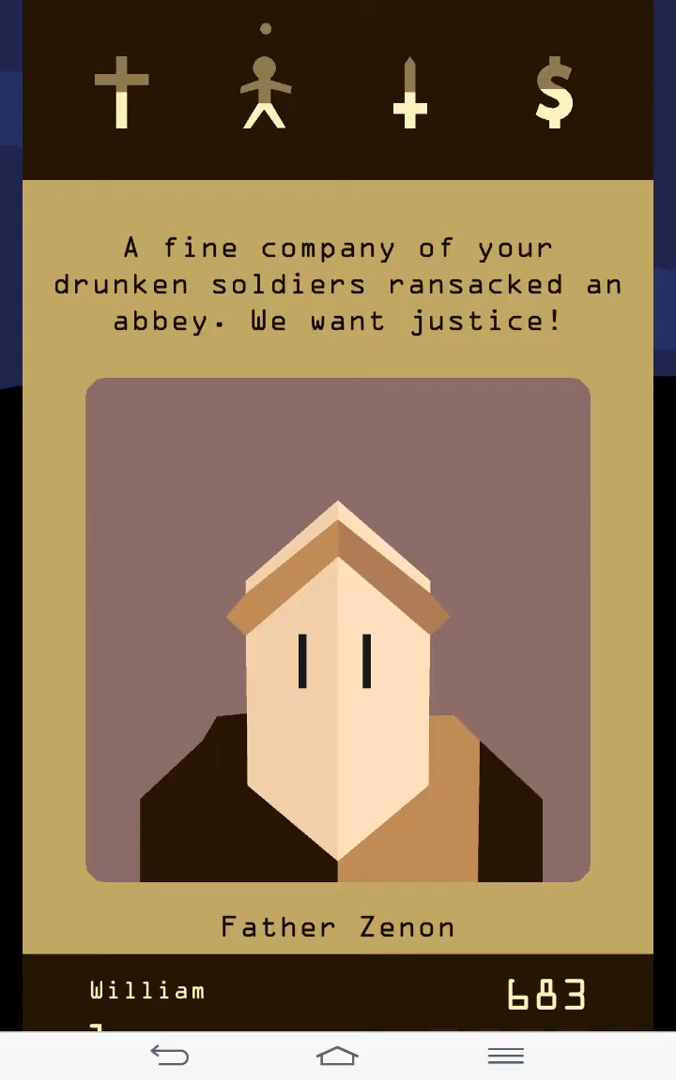 A fine company of your
drunken soldiers ransacked an
abbey. We want justice!
Father Zenon
William
683